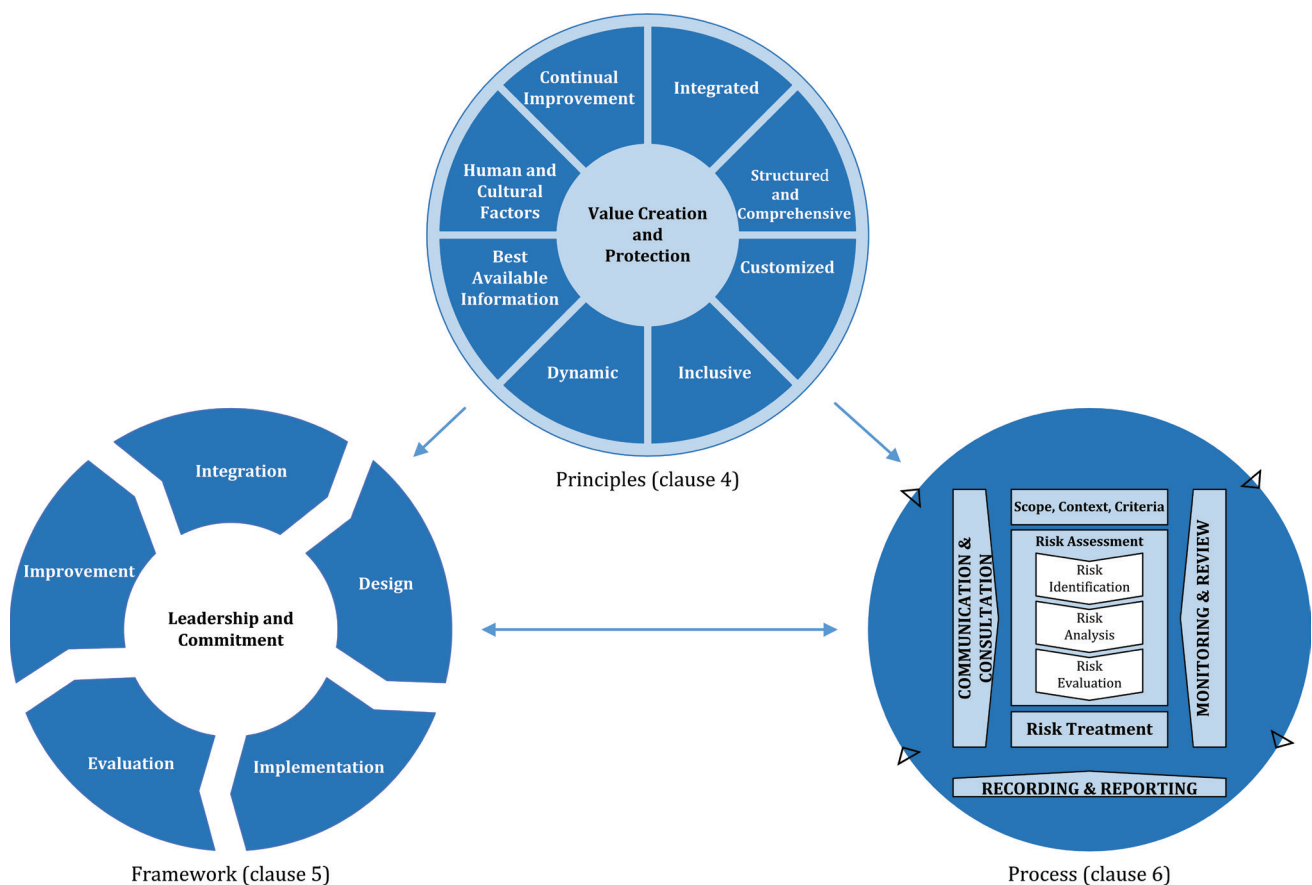 Continual
Improvement
Integrated
Structured
and
Comprehensive
Customized
Inclusive
Dynamic
Best
Available
Information
Human and
Cultural
Factors
Value Creation
and
Protection
Principles (clause 4)
Integration
Design
Implementation
Evaluation
Improvement
Leadership and
Commitment
Framework (clause 5)
Scope, Context, Criteria
Risk Assessment
Risk
Identification
Risk
Analysis
Risk
Evaluation
Risk Treatment
COMMUNICATION &
CONSULTATION
MONITORING & REVIEW
RECORDING & REPORTING
Process (clause 6)